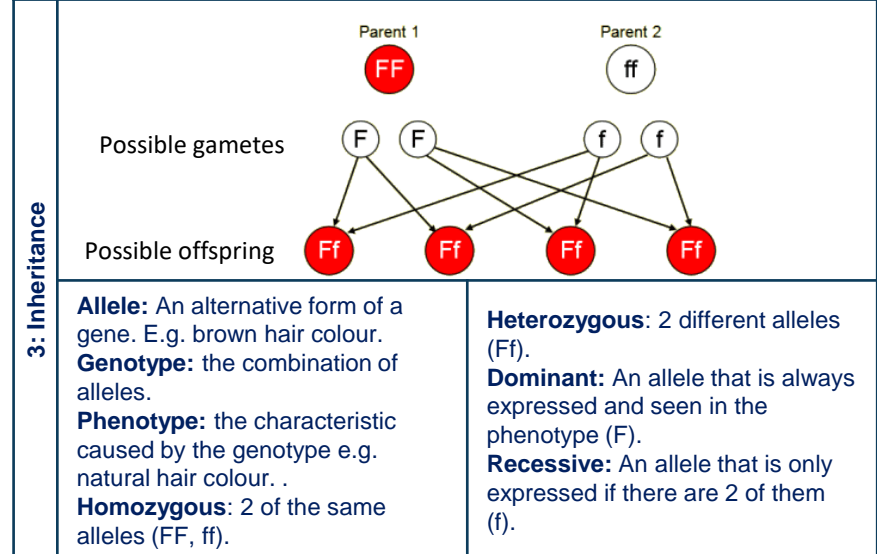 3: Inheritance
Parent 1 Parent 2
FF ff
Possible gametes F F f f
Possible offspring Ff Ff Ff Ff
Allele: An alternative form of a
gene. E.g. brown hair colour.
Genotype: the combination of
alleles.
Phenotype: the characteristic
caused by the genotype e.g.
natural hair colour. .
Homozygous: 2 of the same
alleles (FF, ff).
Heterozygous: 2 different alleles
(Ff).
Dominant: An allele that is always
expressed and seen in the
phenotype (F).
Recessive: An allele that is only
expressed if there are 2 of them
(f).